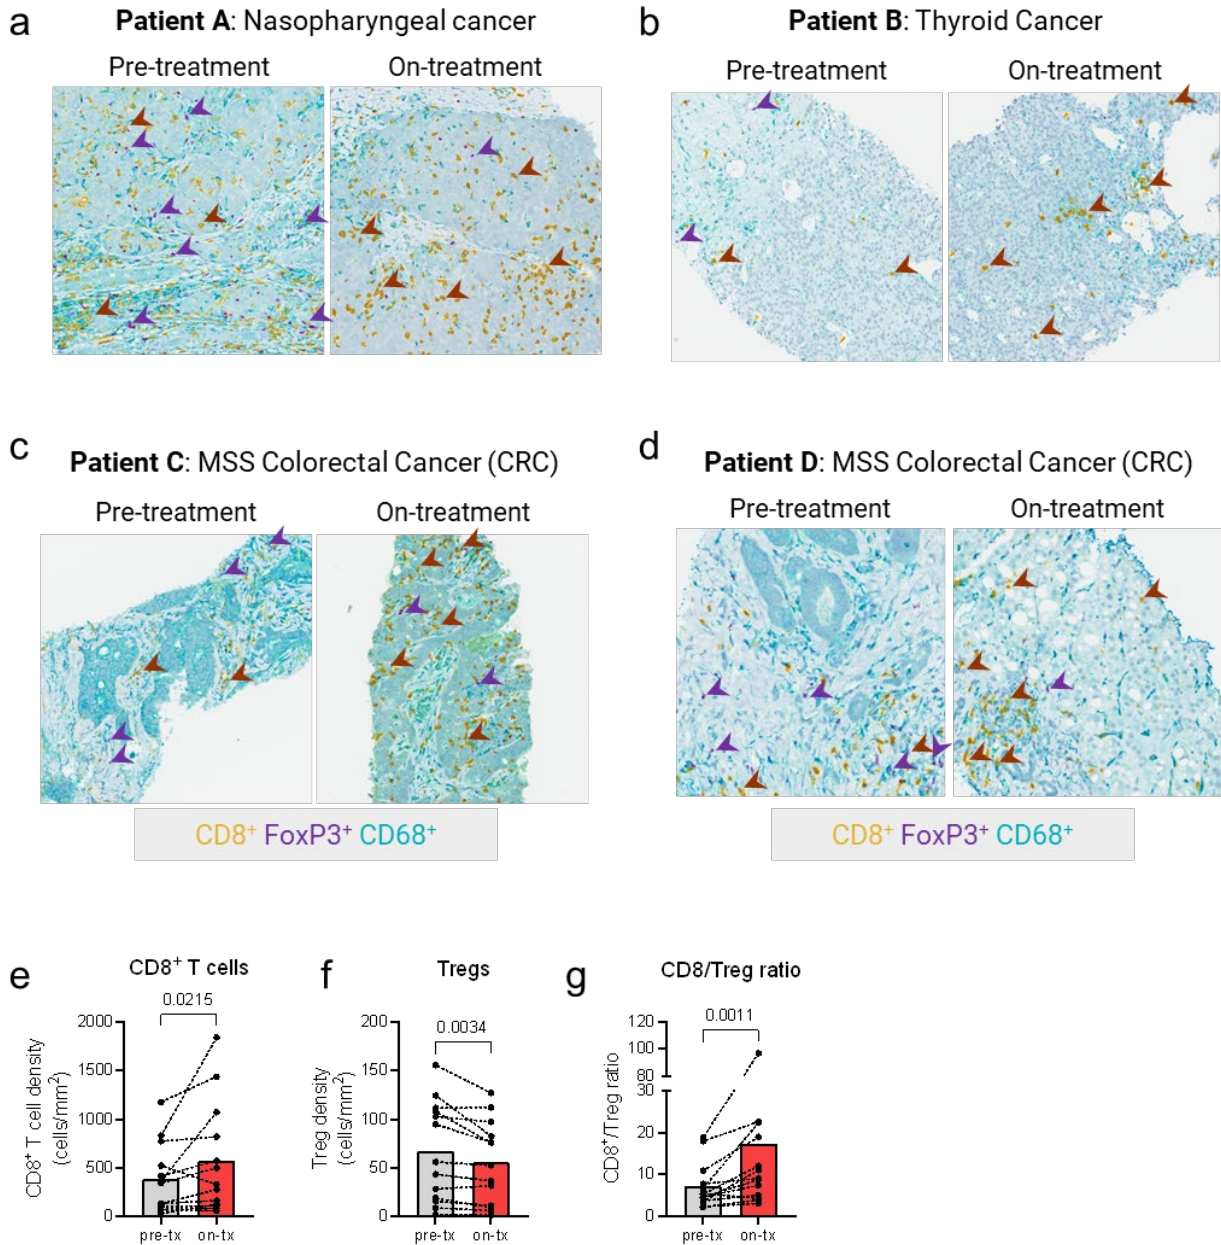 a
Patient A: Nasopharyngeal cancer
Pre-treatment
On-treatment
b
Patient B: Thyroid Cancer
Pre-treatment
On-treatment
c
Patient C: MSS Colorectal Cancer (CRC)
Pre-treatment
On-treatment
CD8⁺ FoxP3⁺ CD68⁺
d
Patient D: MSS Colorectal Cancer (CRC)
Pre-treatment
On-treatment
CD8⁺ FoxP3⁺ CD68⁺
e
CD8⁺ T cells
0.0215
CD8⁺ T cell density
(cells/mm²)
2000
1500
1000
500
0
pre-tx
on-tx
f
Tregs
0.0034
Treg density
(cells/mm²)
200
150
100
50
0
pre-tx
on-tx
g
CD8/Treg ratio
0.0011
CD8⁺/Treg ratio
120
100
80
30
20
10
0
pre-tx
on-tx